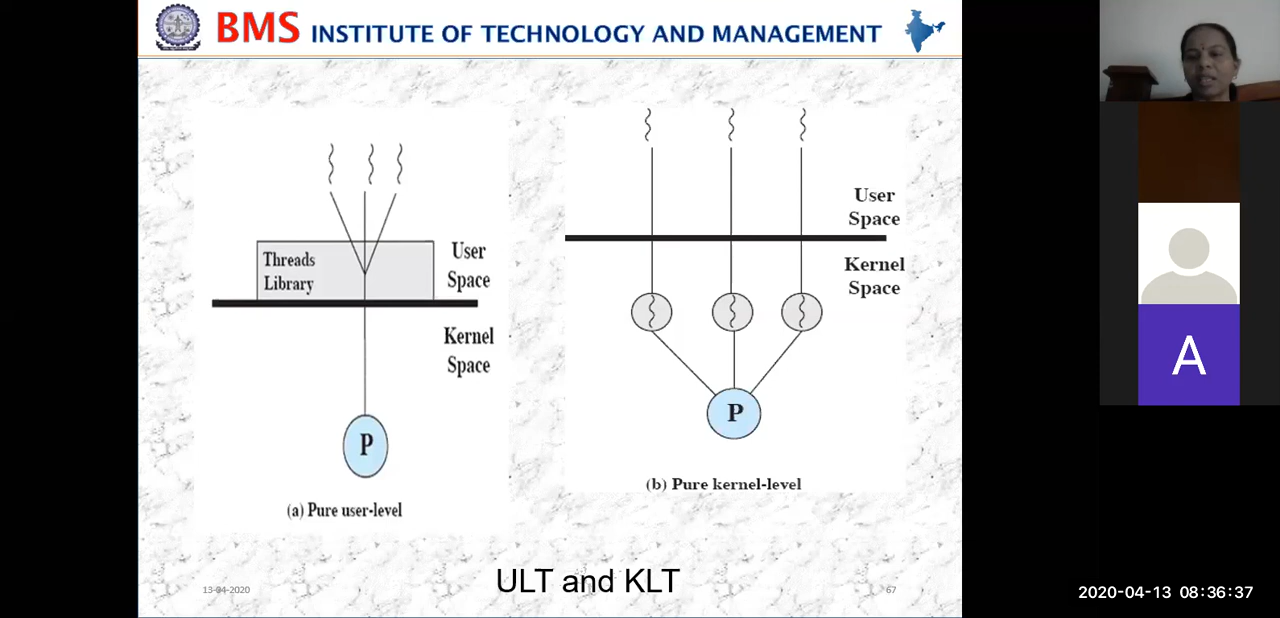 BMS INSTITUTE OF TECHNOLOGY AND MANAGEMENT
Threads
Library
User
Space
Kernel
Space
P
(a) Pure user-level
User
Space
Kernel
Space
P
(b) Pure kernel-level
ULT and KLT
13-04-2020
67
A
2020-04-13 08:36:37